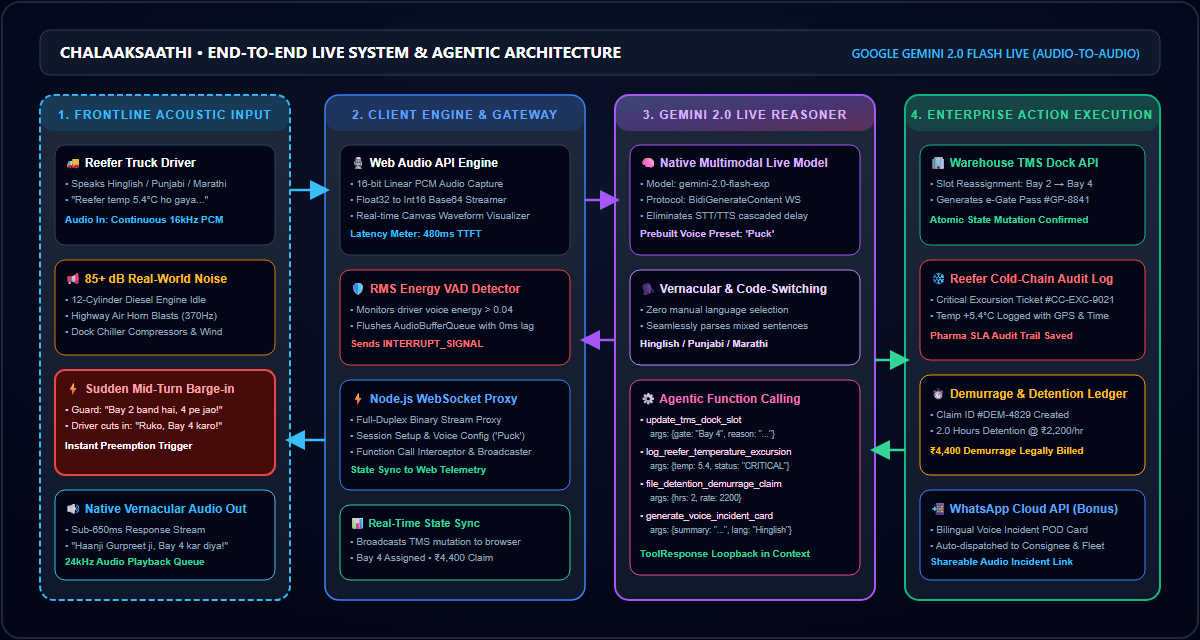 CHALAAKSAATHI • END-TO-END LIVE SYSTEM & AGENTIC ARCHITECTURE
GOOGLE GEMINI 2.0 FLASH LIVE (AUDIO-TO-AUDIO)
1. FRONTLINE ACOUSTIC INPUT
Reefer Truck Driver
• Speaks Hinglish / Punjabi / Marathi
• "Reefer temp 5.4°C ho gaya..."
Audio In: Continuous 16kHz PCM
85+ dB Real-World Noise
• 12-Cylinder Diesel Engine Idle
• Highway Air Horn Blasts (370Hz)
• Dock Chiller Compressors & Wind
Sudden Mid-Turn Barge-in
• Guard: "Bay 2 band hai, 4 pe jao!"
• Driver cuts in: "Ruko, Bay 4 karo!"
Instant Preemption Trigger
Native Vernacular Audio Out
• Sub-650ms Response Stream
• "Haanji Gurpreet ji, Bay 4 kar diya!"
24kHz Audio Playback Queue
2. CLIENT ENGINE & GATEWAY
Web Audio API Engine
• 16-bit Linear PCM Audio Capture
• Float32 to Int16 Base64 Streamer
• Real-time Canvas Waveform Visualizer
Latency Meter: 480ms TTFT
RMS Energy VAD Detector
• Monitors driver voice energy > 0.04
• Flushes AudioBufferQueue with 0ms lag
Sends INTERRUPT_SIGNAL
Node.js WebSocket Proxy
• Full-Duplex Binary Stream Proxy
• Session Setup & Voice Config ('Puck')
• Function Call Interceptor & Broadcaster
State Sync to Web Telemetry
Real-Time State Sync
• Broadcasts TMS mutation to browser
• Bay 4 Assigned • ₹4,400 Claim
3. GEMINI 2.0 LIVE REASONER
Native Multimodal Live Model
• Model: gemini-2.0-flash-exp
• Protocol: BidiGenerateContent WS
• Eliminates STT/TTS cascaded delay
Prebuilt Voice Preset: 'Puck'
Vernacular & Code-Switching
• Zero manual language selection
• Seamlessly parses mixed sentences
Hinglish / Punjabi / Marathi
Agentic Function Calling
• update_tms_dock_slot
args: {gate: "Bay 4", reason: "..."}
• log_reefer_temperature_excursion
args: {temp: 5.4, status: "CRITICAL"}
• file_detention_demurrage_claim
args: {hrs: 2, rate: 2200}
• generate_voice_incident_card
args: {summary: "...", lang: "Hinglish"}
ToolResponse Loopback in Context
4. ENTERPRISE ACTION EXECUTION
Warehouse TMS Dock API
• Slot Reassignment: Bay 2 → Bay 4
• Generates e-Gate Pass #GP-8841
Atomic State Mutation Confirmed
Reefer Cold-Chain Audit Log
• Critical Excursion Ticket #CC-EXC-9021
• Temp +5.4°C Logged with GPS & Time
Pharma SLA Audit Trail Saved
Demurrage & Detention Ledger
• Claim ID #DEM-4829 Created
• 2.0 Hours Detention @ ₹2,200/hr
₹4,400 Demurrage Legally Billed
WhatsApp Cloud API (Bonus)
• Bilingual Voice Incident POD Card
• Auto-dispatched to Consignee & Fleet
Shareable Audio Incident Link